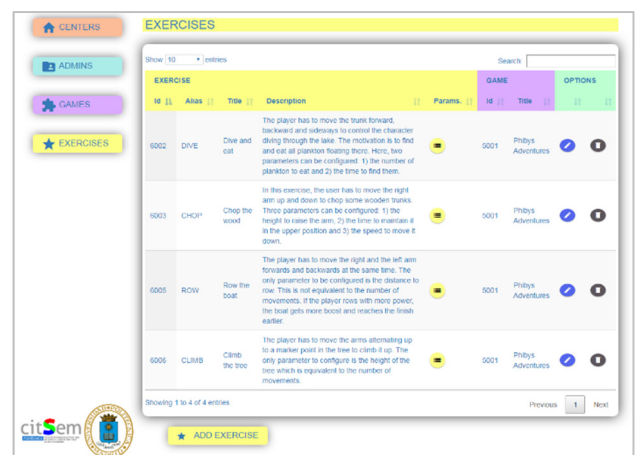 CENTERS
ADMINS
GAMES
EXERCISES
EXERCISES
Show 10 entries
Search:
EXERCISE GAME OPTIONS
Id Alias Title Description Params. Id Title
6002 DIVE Dive and eat
The player has to move the trunk forward,
backward and sideways to control the character
diving through the lake. The motivation is to find
and eat all plankton floating there. Here, two
parameters can be configured: 1) the number of
plankton to eat and 2) the time to find them.
5001 Phibys Adventures
6003 CHOP Chop the wood
In this exercise, the user has to move the right
arm up and down to chop some wooden trunks.
Three parameters can be configured: 1) the
height to raise the arm, 2) the time to maintain it
in the upper position and 3) the speed to move it
down.
5001 Phibys Adventures
6005 ROW Row the boat
The player has to move the right and the left arm
forwards and backwards at the same time. The
only parameter to be configured is the distance to
row. This is not equivalent to the number of
movements. If the player rows with more power,
the boat gets more boost and reaches the finish
earlier.
5001 Phibys Adventures
6006 CLIMB Climb the tree
The player has to move the arms alternating up
to a marker point in the tree to climb it up. The
only parameter to configure is the height of the
tree which is equivalent to the number of
movements.
5001 Phibys Adventures
Showing 1 to 4 of 4 entries
Previous 1 Next
ADD EXERCISE
citSem